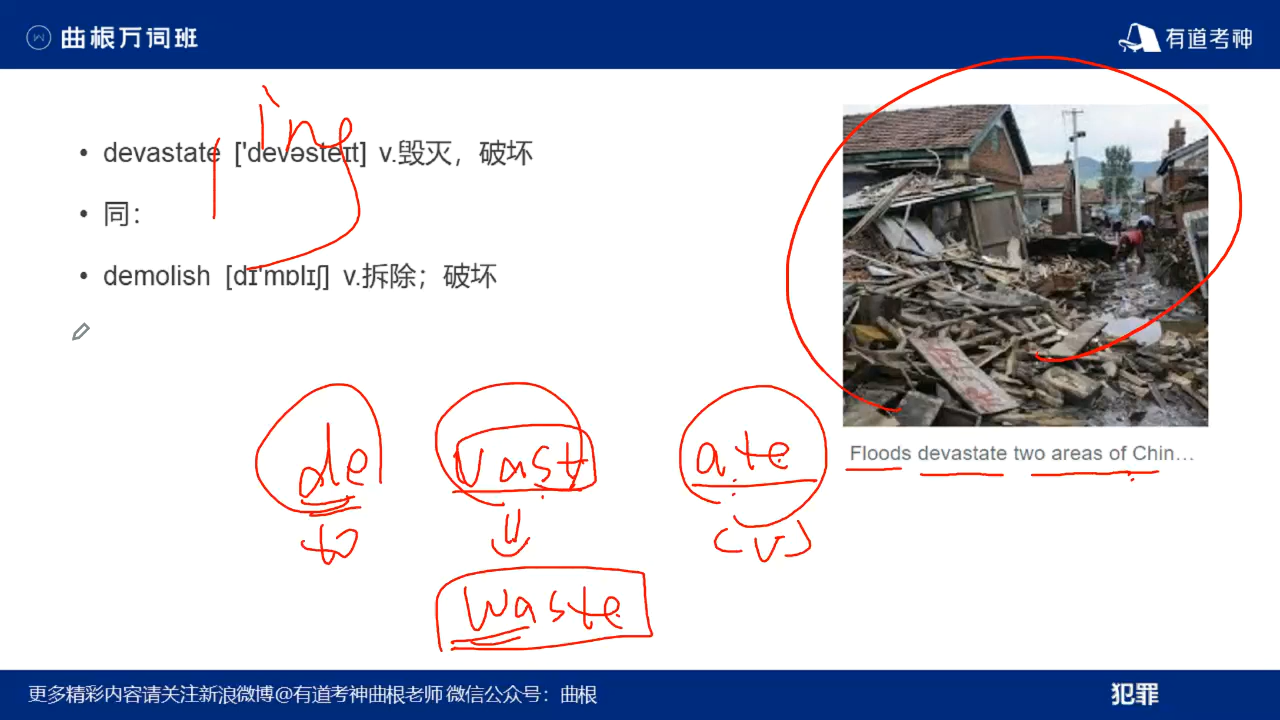 曲根万词班
有道考神
ing
• devastate ['devəsteɪt] v.毁灭，破坏
• 同：
• demolish [dɪ'mɒlɪʃ] v.拆除；破坏
Floods devastate two areas of Chin...
de vast ate
(v)
waste
更多精彩内容请关注新浪微博@有道考神曲根老师 微信公众号：曲根
犯罪